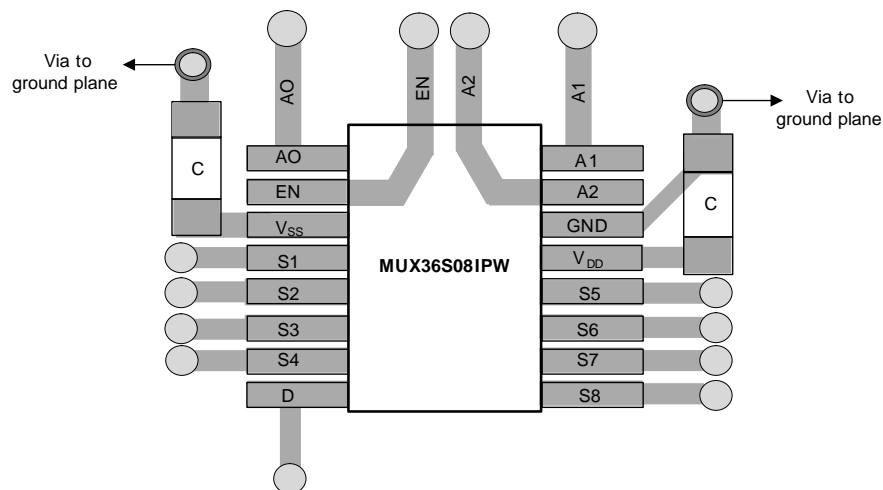 Via to
ground plane
AO
EN
A2
A1
Via to
ground plane
C
C
AO
EN
VSS
S1
S2
S3
S4
D
MUX36S08IPW
A1
A2
GND
VDD
S5
S6
S7
S8